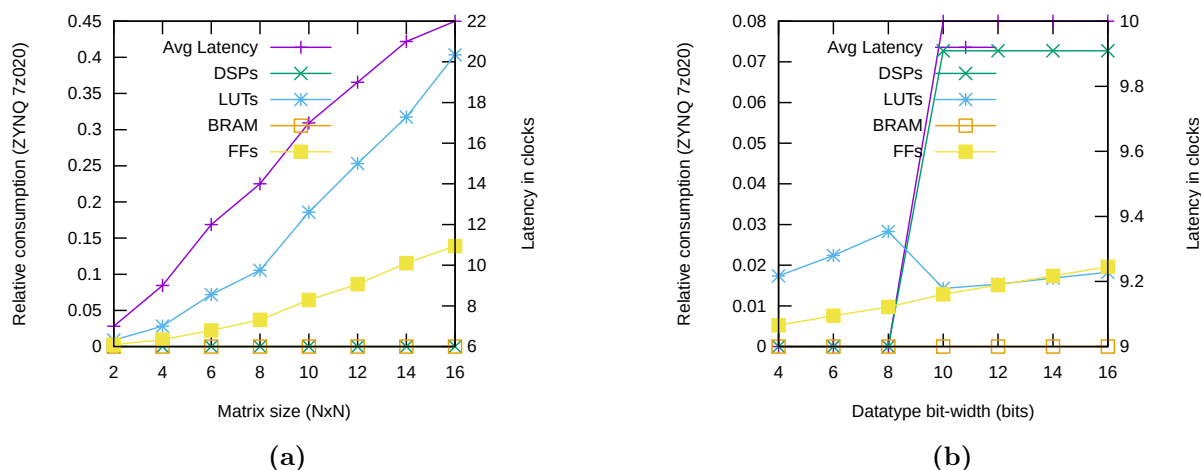 0.45
0.4
0.35
0.3
0.25
0.2
0.15
0.1
0.05
0
Relative consumption (ZYNQ 7z020)
Avg Latency
DSPs
LUTs
BRAM
FFs
22
20
18
16
14
12
10
8
6
Latency in clocks
2 4 6 8 10 12 14 16
Matrix size (NxN)
(a)
0.08
0.07
0.06
0.05
0.04
0.03
0.02
0.01
0
Relative consumption (ZYNQ 7z020)
Avg Latency
DSPs
LUTs
BRAM
FFs
10
9.8
9.6
9.4
9.2
9
Latency in clocks
4 6 8 10 12 14 16
Datatype bit-width (bits)
(b)